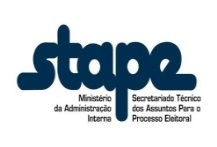 stape
Ministério
da Administração
Interna
Secretariado Técnico
dos Assuntos Para o
Processo Eleitoral